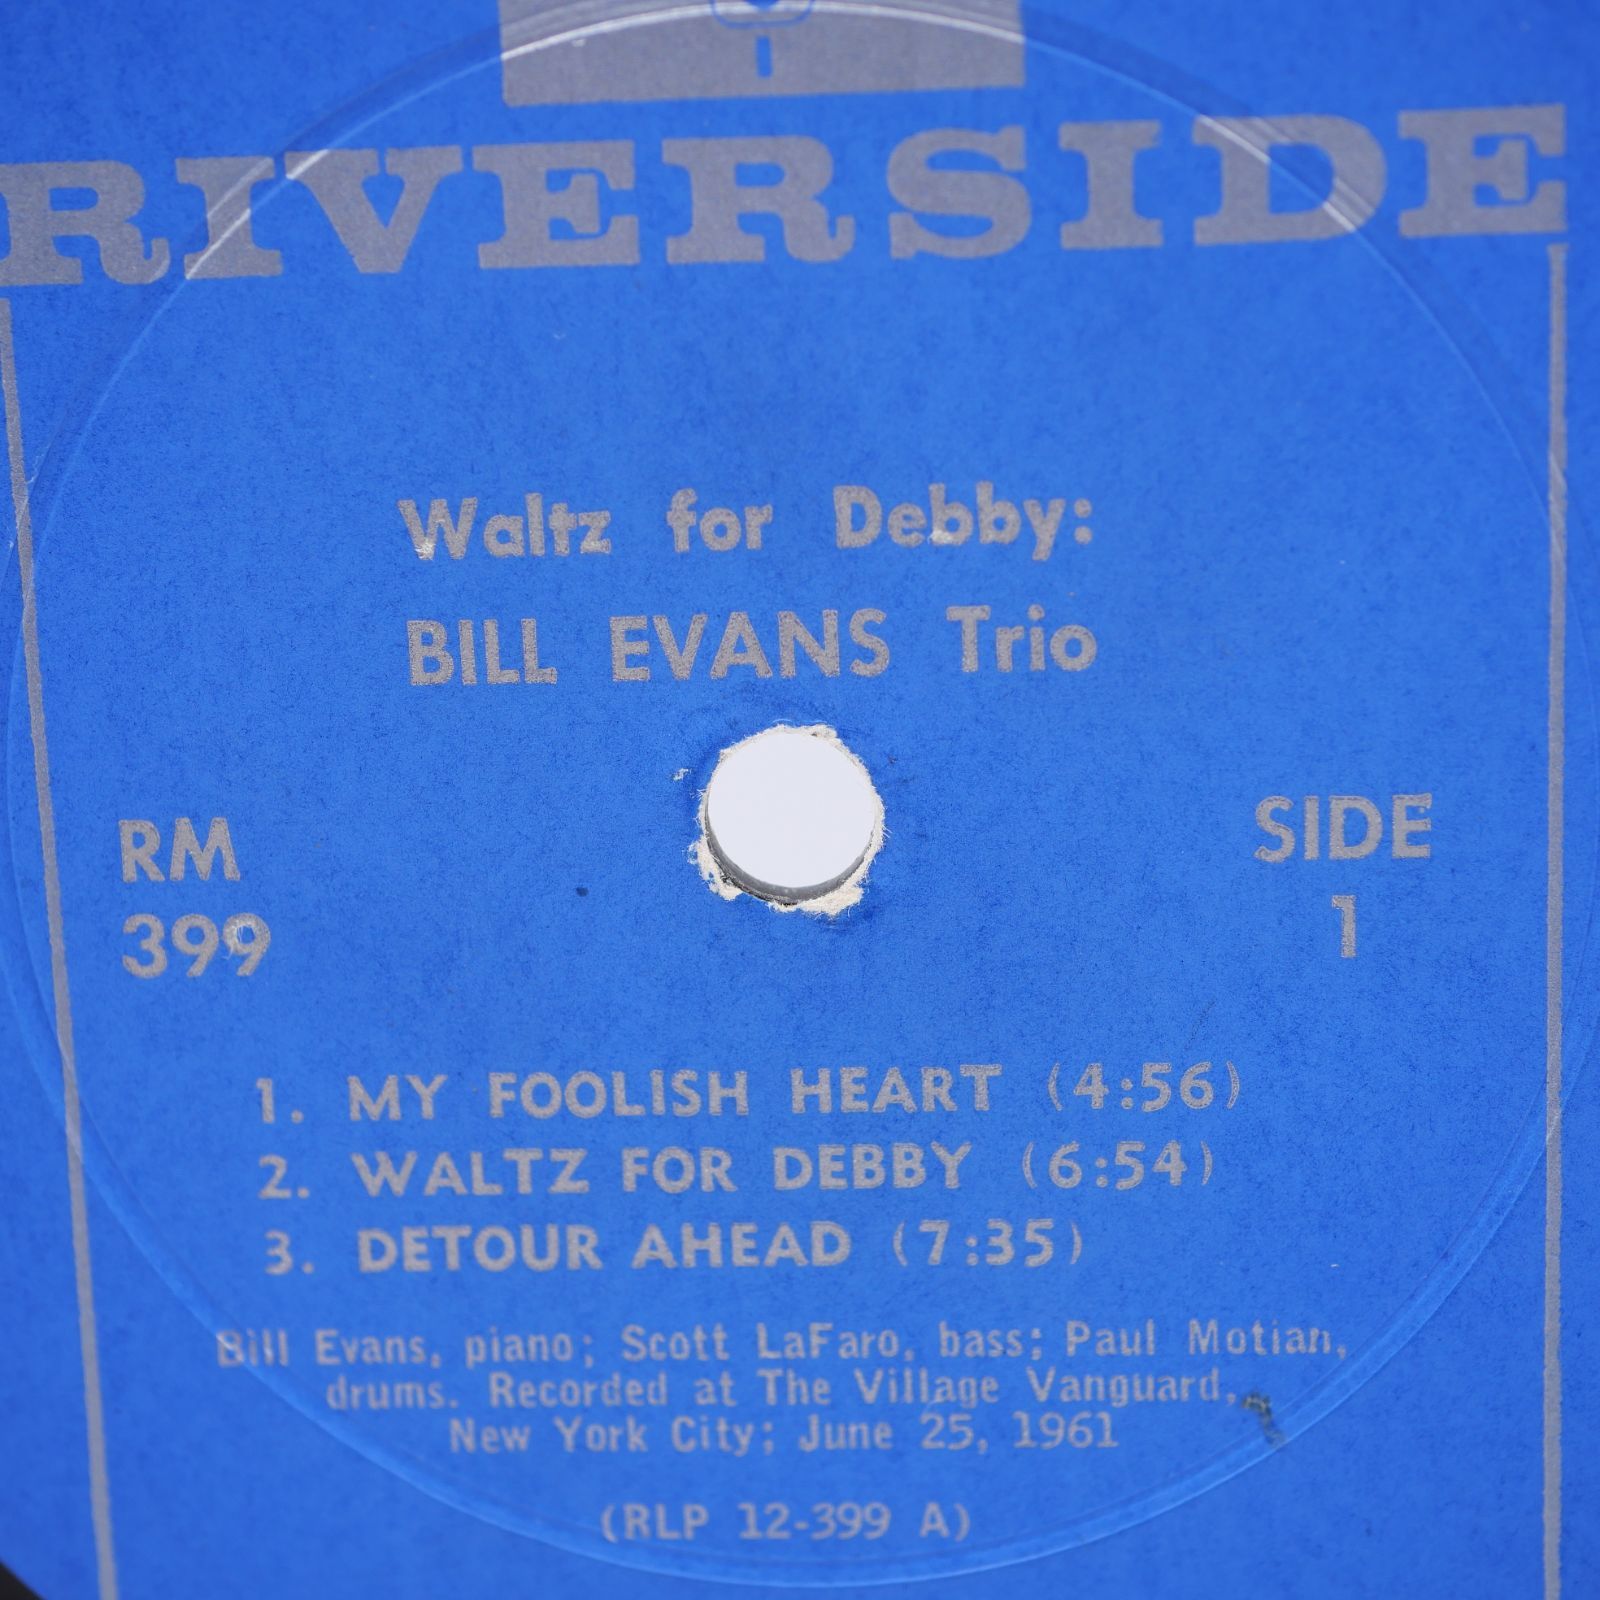 RIVERSIDE
Waltz for Debby:
BILL EVANS Trio
RM
399
SIDE
1
1. MY FOOLISH HEART (4:56)
2. WALTZ FOR DEBBY (6:54)
3. DETOUR AHEAD (7:35)
Bill Evans, piano; Scott LaFaro, bass; Paul Motian,
drums. Recorded at The Village Vanguard,
New York City; June 25, 1961
(RLP 12-399 A)